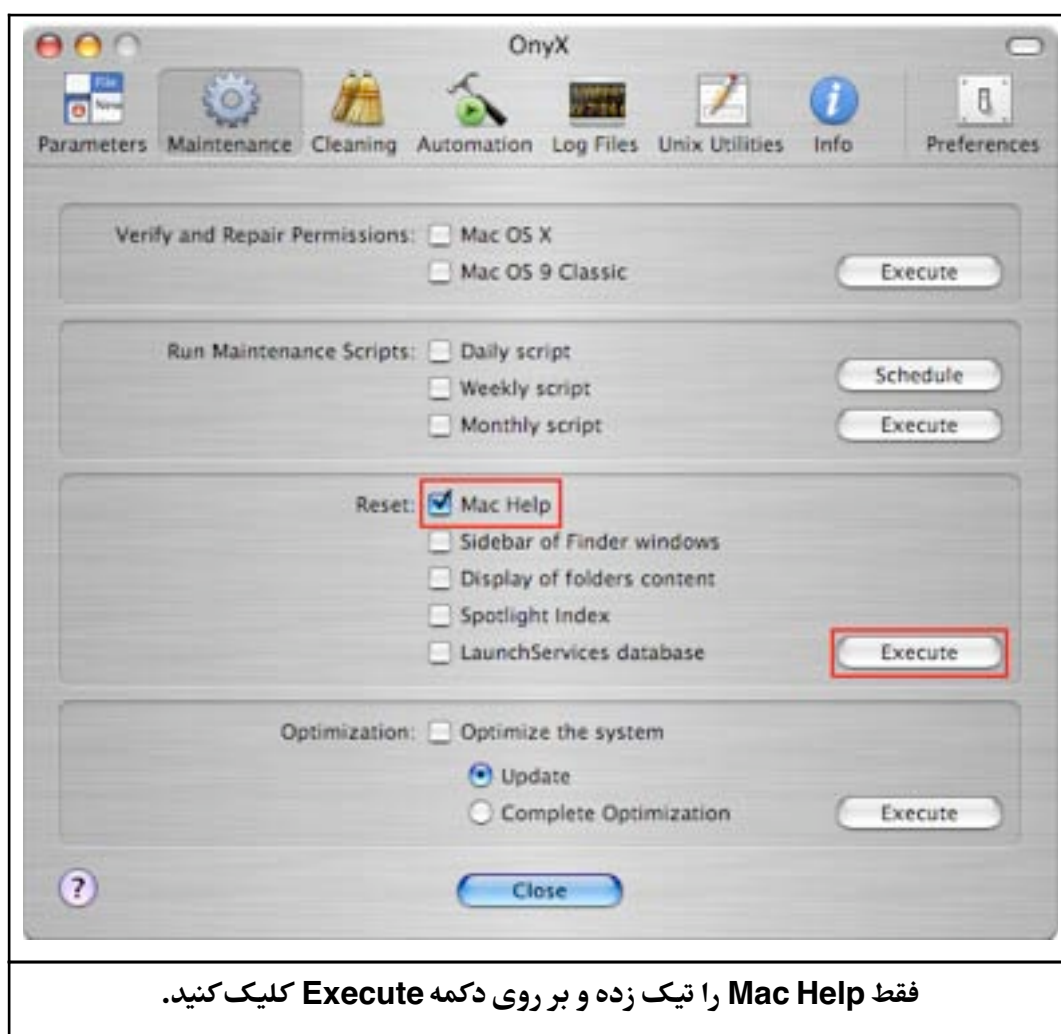 OnyX
Parameters Maintenance Cleaning Automation Log Files Unix Utilities Info Preferences
Verify and Repair Permissions: Mac OS X
Mac OS 9 Classic Execute
Run Maintenance Scripts: Daily script
Schedule
Weekly script
Monthly script Execute
Reset: Mac Help
Sidebar of Finder windows
Display of folders content
Spotlight Index
LaunchServices database Execute
Optimization: Optimize the system
Update
Complete Optimization Execute
? Close
فقط Mac Help را تیک زده و بر روی دکمه Execute کلیک کنید.